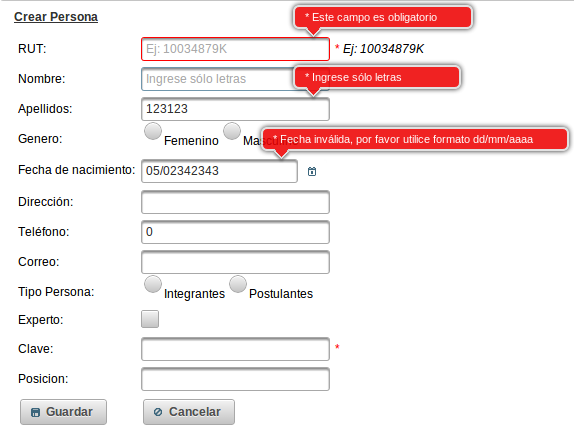 Crear Persona
* Este campo es obligatorio
RUT: Ej: 10034879K * Ej: 10034879K
Nombre: Ingrese sólo letras * Ingrese sólo letras
Apellidos: 123123
Genero: Femenino
* Fecha inválida, por favor utilice formato dd/mm/aaaa
Fecha de nacimiento: 05/02342343
Dirección:
Teléfono: 0
Correo:
Tipo Persona: Integrantes Postulantes
Experto:
Clave: *
Posicion:
Guardar Cancelar